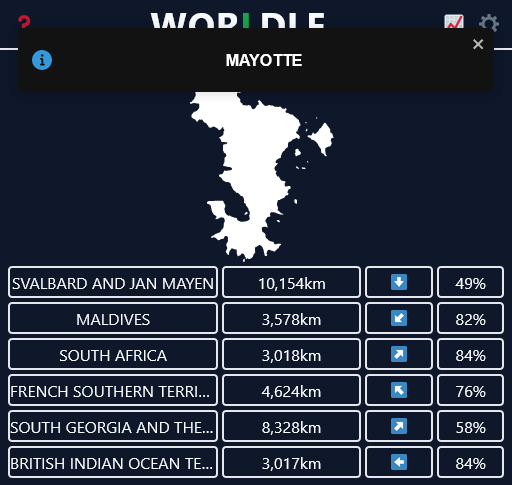 WORLDLE
MAYOTTE
SVALBARD AND JAN MAYEN 10,154km 49%
MALDIVES 3,578km 82%
SOUTH AFRICA 3,018km 84%
FRENCH SOUTHERN TERRI... 4,624km 76%
SOUTH GEORGIA AND THE... 8,328km 58%
BRITISH INDIAN OCEAN TE... 3,017km 84%